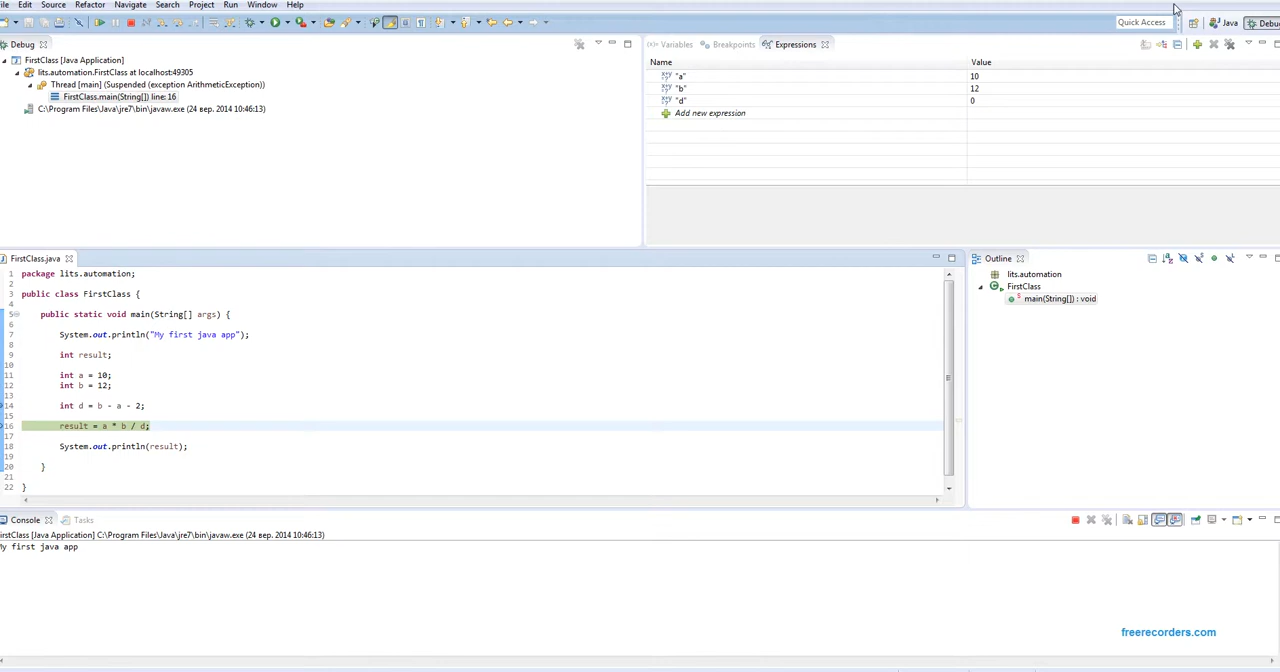 File Edit Source Refactor Navigate Search Project Run Window Help
Quick Access Java Debu
Debug
(x)= Variables Breakpoints Expressions
FirstClass [Java Application]
lits.automation.FirstClass at localhost:49305
Thread [main] (Suspended (exception ArithmeticException))
FirstClass.main(String[]) line: 16
C:\Program Files\Java\jre7\bin\javaw.exe (24 вер. 2014 10:46:13)
Name Value
"a" 10
"b" 12
"d" 0
Add new expression
FirstClass.java
1 package lits.automation;
2
3 public class FirstClass {
4
5 public static void main(String[] args) {
6
7 System.out.println("My first java app");
8
9 int result;
10
11 int a = 10;
12 int b = 12;
13
14 int d = b - a - 2;
15
16 result = a * b / d;
17
18 System.out.println(result);
19
20 }
21
22 }
Outline
lits.automation
FirstClass
main(String[]) : void
Console Tasks
irstClass [Java Application] C:\Program Files\Java\jre7\bin\javaw.exe (24 вер. 2014 10:46:13)
My first java app
freerecorders.com